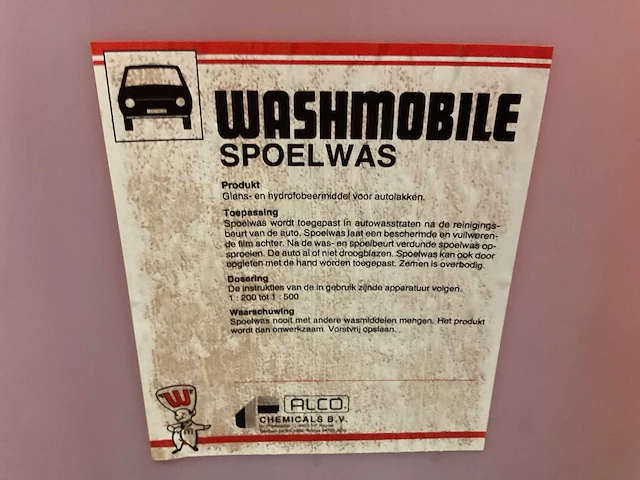 WASHMOBILE
SPOELWAS
Produkt
Glans- en hydrofobeermiddel voor autolakken.
Toepassing
Spoelwas wordt toegepast in autowasstraten na de reinigings-
beurt van de auto. Spoelwas laat een beschermde en vuilweren-
de film achter. Na de was- en spoelbeurt verdunde spoelwas op-
sproeien. De auto al of niet droogblazen. Spoelwas kan ook door
opgieten met de hand worden toegepast. Zemen is overbodig.
Dosering
De instrukties van de in gebruik zijnde apparatuur volgen.
1 : 200 tot 1 : 500
Waarschuwing
Spoelwas nooit met andere wasmiddelen mengen. Het produkt
wordt dan onwerkzaam. Vorstvrij opslaan.
W
ALCO
CHEMICALS B.V.